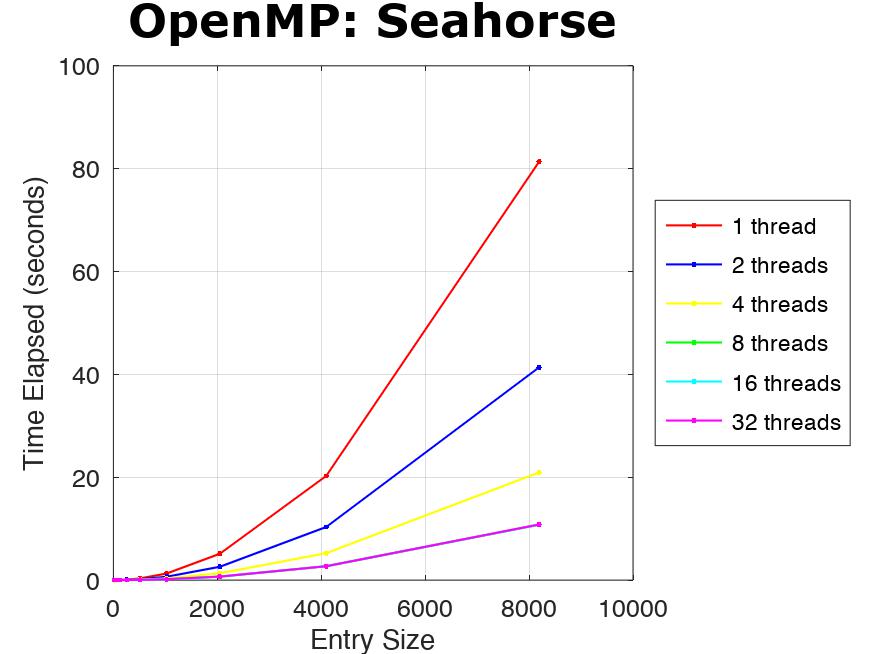 OpenMP: Seahorse
100
80
60
40
20
0
Time Elapsed (seconds)
0 2000 4000 6000 8000 10000
Entry Size
1 thread
2 threads
4 threads
8 threads
16 threads
32 threads